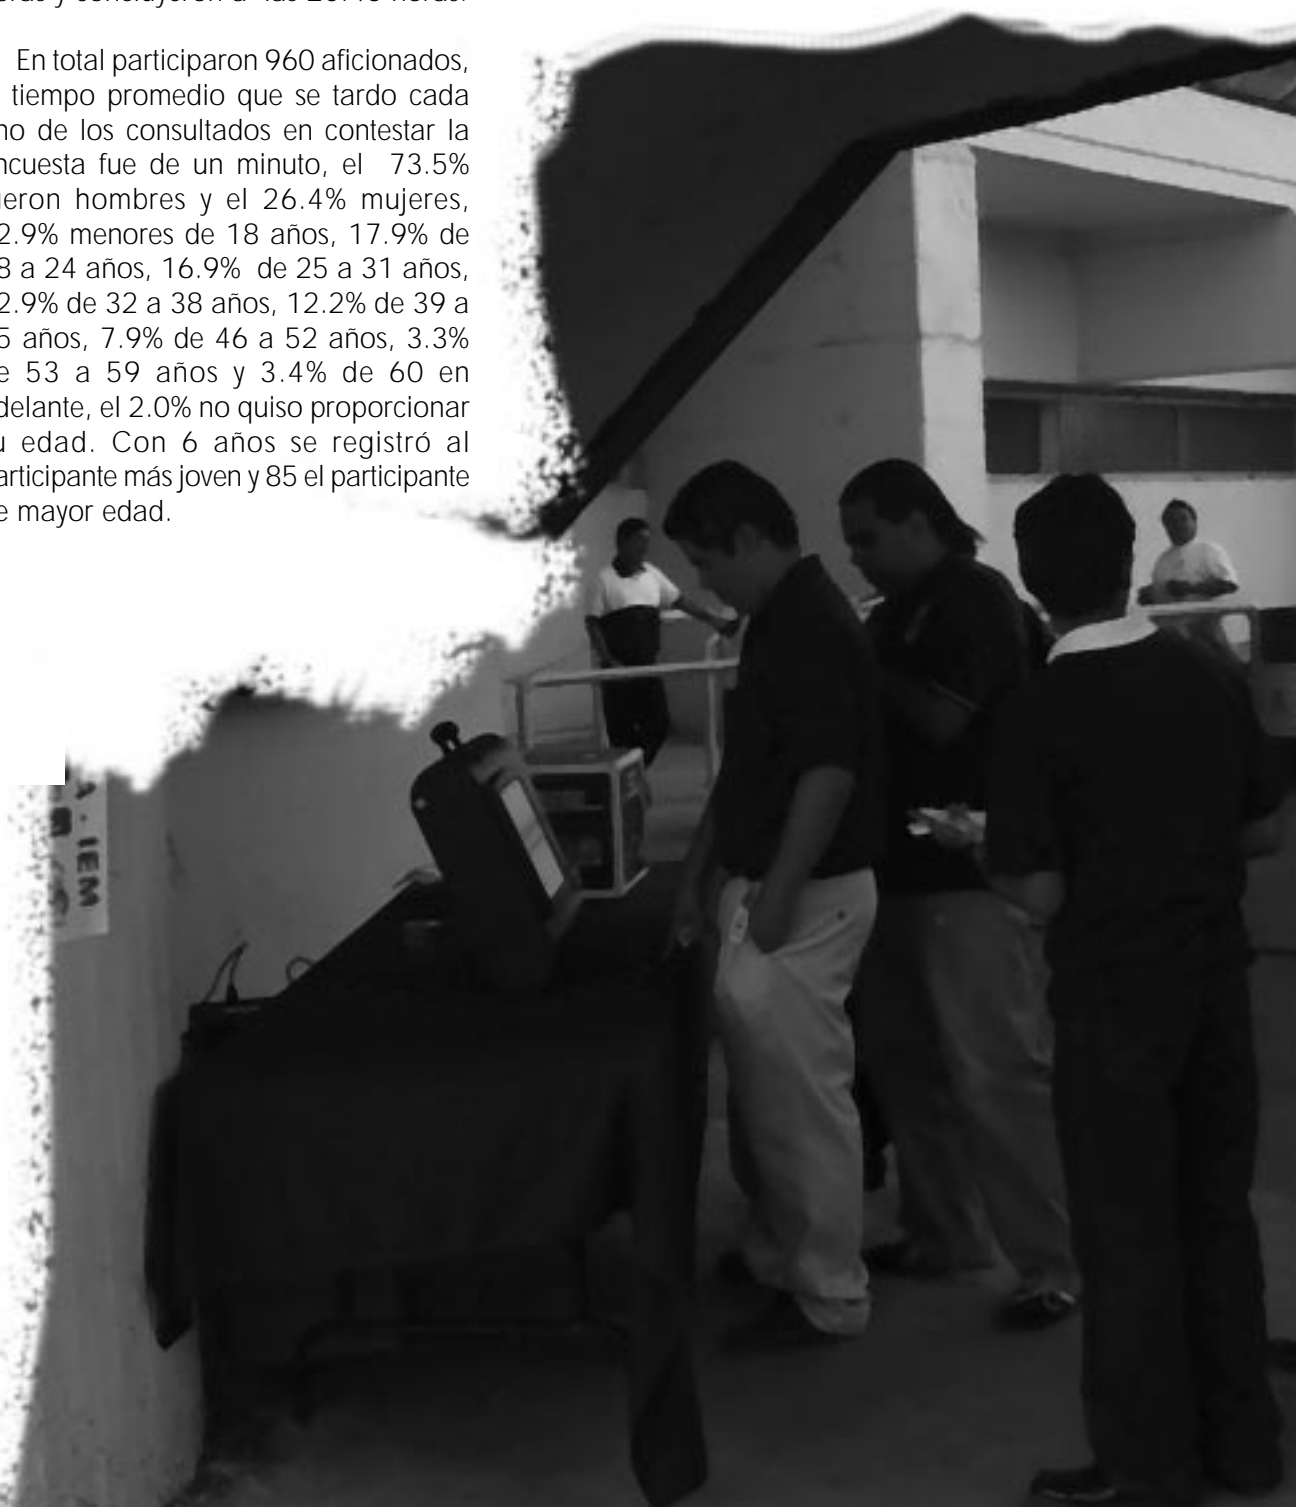 y concluyeron a las
En total participaron 960 aficionados,
tiempo promedio que se tardo cada
no de los consultados en contestar la
ncuesta fue de un minuto, el 73.5%
ueron hombres y el 26.4% mujeres,
2.9% menores de 18 años, 17.9% de
8 a 24 años, 16.9% de 25 a 31 años,
2.9% de 32 a 38 años, 12.2% de 39 a
5 años, 7.9% de 46 a 52 años, 3.3%
e 53 a 59 años y 3.4% de 60 en
delante, el 2.0% no quiso proporcionar
u edad. Con 6 años se registró al
articipante más joven y 85 el participante
e mayor edad.
A - IEM